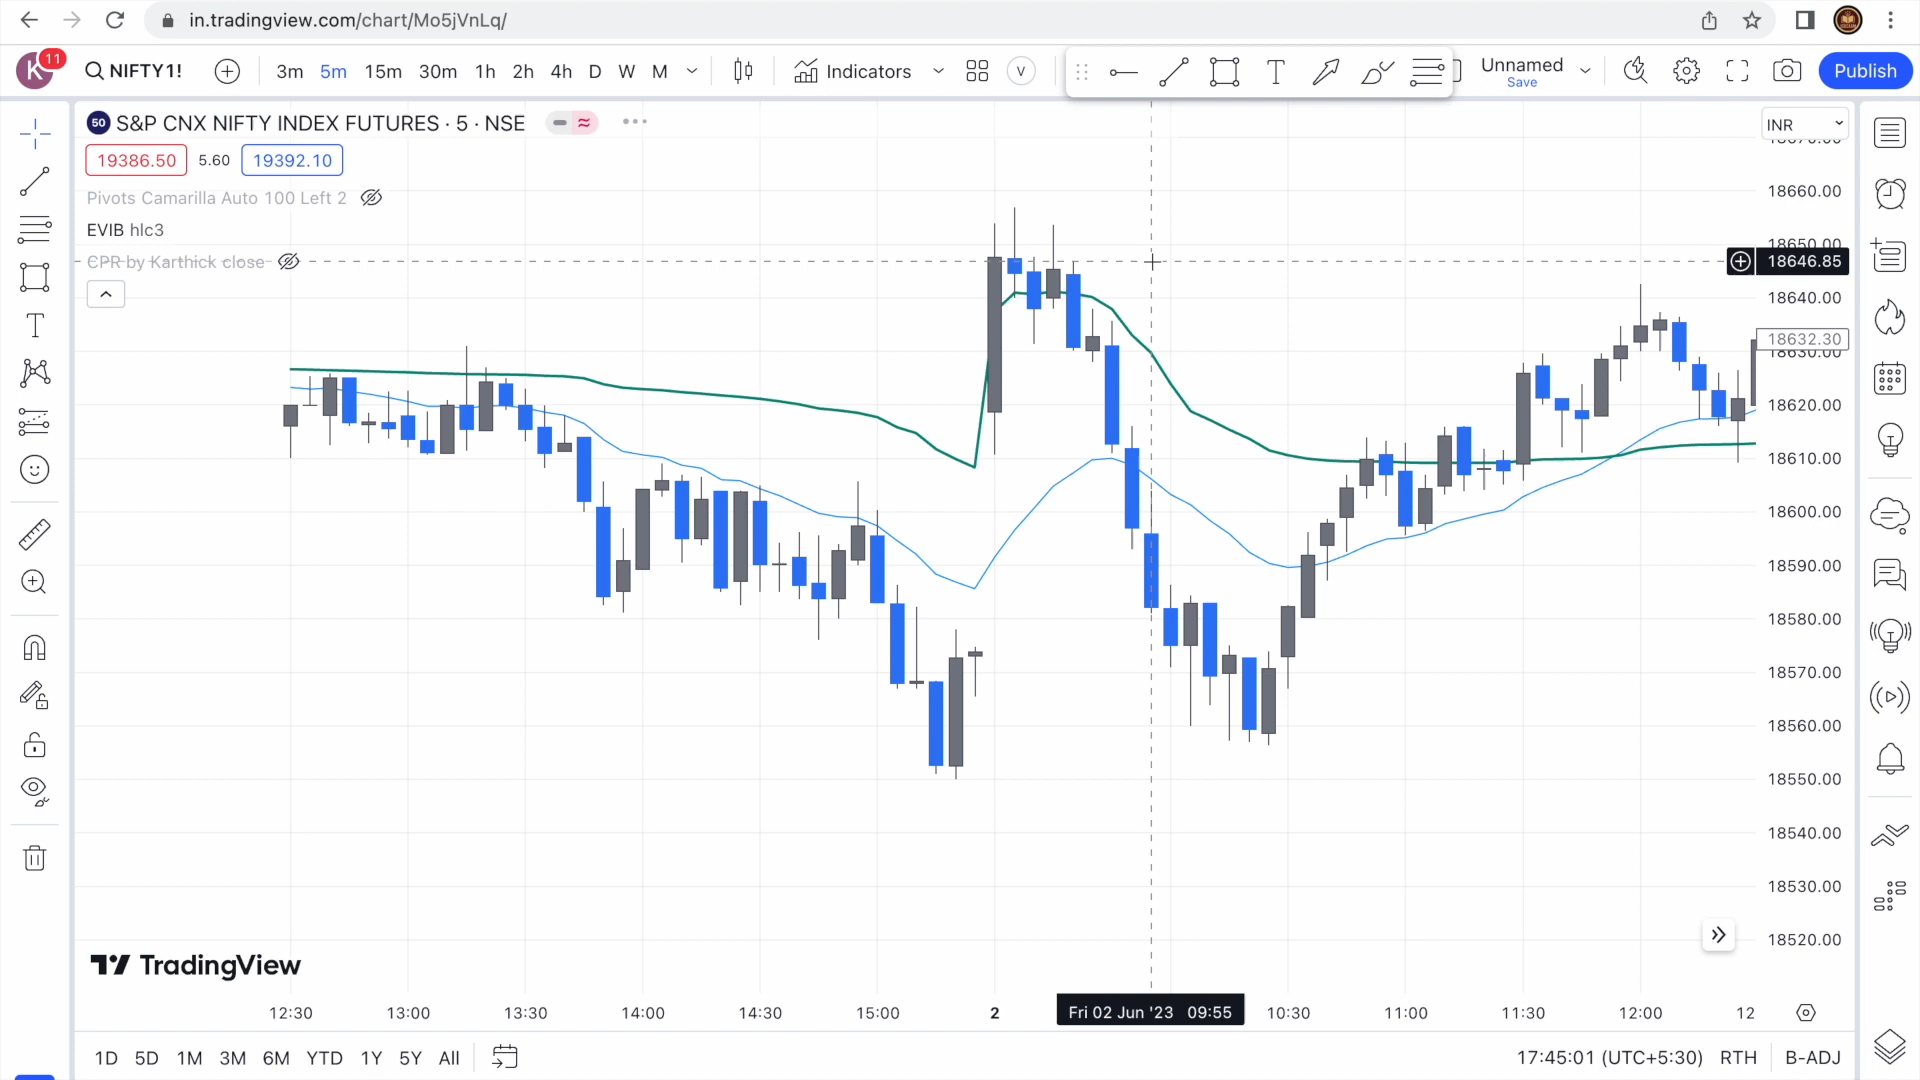 in.tradingview.com/chart/Mo5jVnLq/
K 11 NIFTY1! 3m 5m 15m 30m 1h 2h 4h D W M Indicators V T Unnamed Save Publish
50 S&P CNX NIFTY INDEX FUTURES · 5 · NSE
INR
19386.50 5.60 19392.10
Pivots Camarilla Auto 100 Left 2
EVIB hlc3
CPR by Karthick close
18670.00
18660.00
18650.00
18646.85
18640.00
18632.30
18630.00
18620.00
18610.00
18600.00
18590.00
18580.00
18570.00
18560.00
18550.00
18540.00
18530.00
18520.00
TradingView
12:30 13:00 13:30 14:00 14:30 15:00 2 Fri 02 Jun '23 09:55 10:30 11:00 11:30 12:00 12
1D 5D 1M 3M 6M YTD 1Y 5Y All 17:45:01 (UTC+5:30) RTH B-ADJ